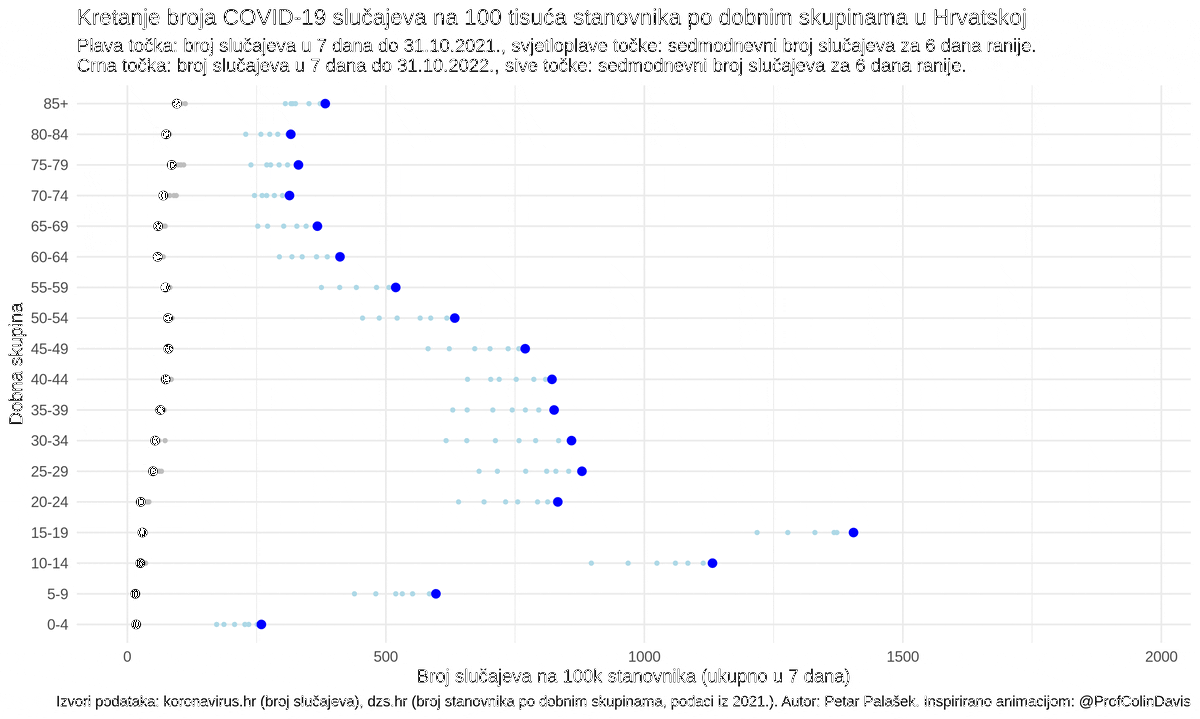 Kretanje broja COVID-19 slučajeva na 100 tisuća stanovnika po dobnim skupinama u Hrvatskoj
Plava točka: broj slučajeva u 7 dana do 31.10.2021., svjetloplave točke: sedmodnevni broj slučajeva za 6 dana ranije.
Crna točka: broj slučajeva u 7 dana do 31.10.2022., sive točke: sedmodnevni broj slučajeva za 6 dana ranije.
Dobna skupina
85+
80-84
75-79
70-74
65-69
60-64
55-59
50-54
45-49
40-44
35-39
30-34
25-29
20-24
15-19
10-14
5-9
0-4
0 500 1000 1500 2000
Broj slučajeva na 100k stanovnika (ukupno u 7 dana)
Izvori podataka: koronavirus.hr (broj slučajeva), dzs.hr (broj stanovnika po dobnim skupinama, podaci iz 2021.). Autor: Petar Palašek. Inspirirano animacijom: @ProfColinDavis